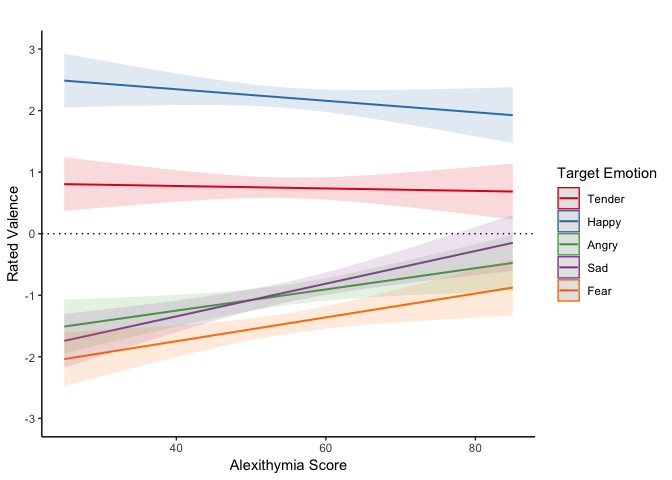 3
2
1
0
-1
-2
-3
Rated Valence
40 60 80
Alexithymia Score
Target Emotion
Tender
Happy
Angry
Sad
Fear